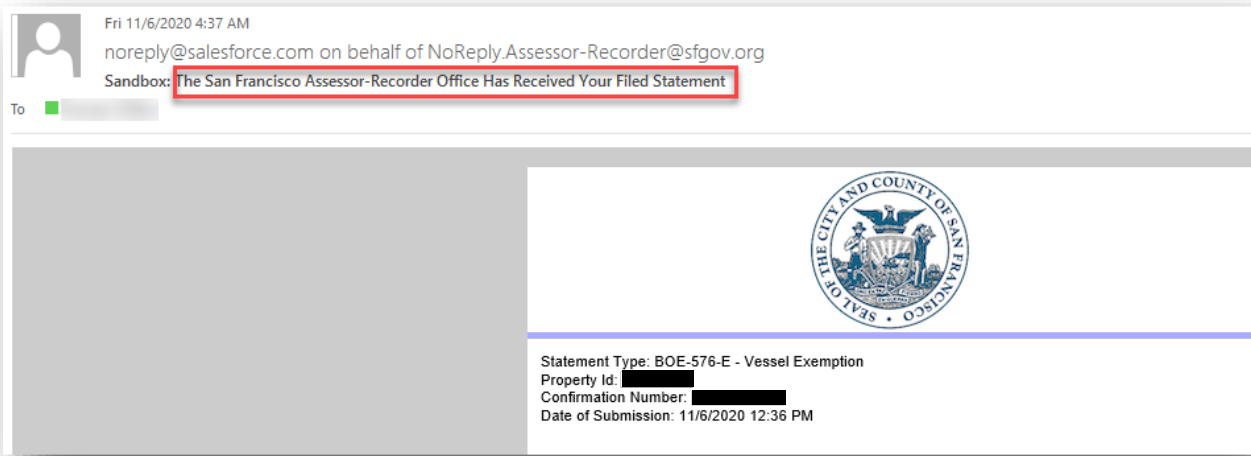 Fri 11/6/2020 4:37 AM
noreply@salesforce.com on behalf of NoReply.Assessor-Recorder@sfgov.org
Sandbox: The San Francisco Assessor-Recorder Office Has Received Your Filed Statement
To
SEAL OF THE CITY AND COUNTY OF SAN FRANCISCO
Statement Type: BOE-576-E - Vessel Exemption
Property Id:
Confirmation Number:
Date of Submission: 11/6/2020 12:36 PM